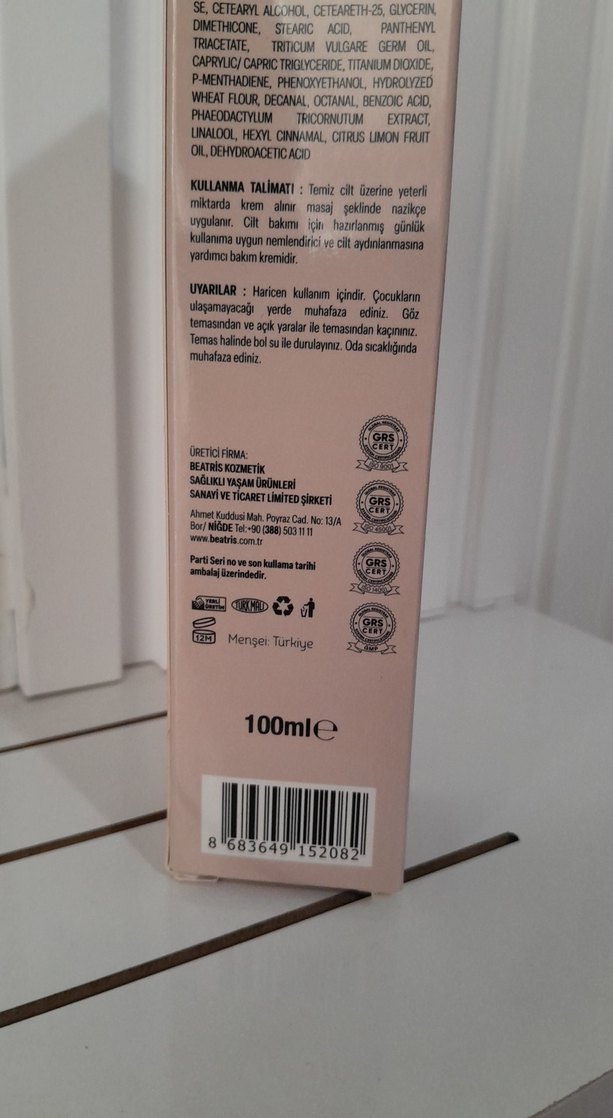 SE, CETEARYL ALCOHOL, CETEARETH-25, GLYCERIN,
DIMETHICONE, STEARIC ACID, PANTHENYL
TRIACETATE, TRITICUM VULGARE GERM OIL,
CAPRYLIC/ CAPRIC TRIGLYCERIDE, TITANIUM DIOXIDE,
P-MENTHADIENE, PHENOXYETHANOL, HYDROLYZED
WHEAT FLOUR, DECANAL, OCTANAL, BENZOIC ACID,
PHAEODACTYLUM TRICORNUTUM EXTRACT,
LINALOOL, HEXYL CINNAMAL, CITRUS LIMON FRUIT
OIL, DEHYDROACETIC ACID
KULLANMA TALİMATI : Temiz cilt üzerine yeterli
miktarda krem alınır masaj şeklinde nazikçe
uygulanır. Cilt bakımı için hazırlanmış günlük
kullanıma uygun nemlendirici ve cilt aydınlanmasına
yardımcı bakım kremidir.
UYARILAR : Haricen kullanım içindir. Çocukların
ulaşamayacağı yerde muhafaza ediniz. Göz
temasından ve açık yaralar ile temasından kaçınınız.
Temas halinde bol su ile durulayınız. Oda sıcaklığında
muhafaza ediniz.
ÜRETİCİ FİRMA:
BEATRİS KOZMETİK
SAĞLIKLI YAŞAM ÜRÜNLERİ
SANAYİ VE TİCARET LİMİTED ŞİRKETİ
Ahmet Kuddusi Mah. Poyraz Cad. No: 13/A
Bor/ NİĞDE Tel:+90 (388) 503 11 11
www.beatris.com.tr
Parti Seri no ve son kullama tarihi
ambalaj üzerindedir.
YERLİ
ÜRETİM
TÜRK MALI
12M
Menşei: Türkiye
GRS
CERT
ISO 9001
GRS
CERT
GRS
CERT
GRS
CERT
GMP
100ml e
8 683649 152082